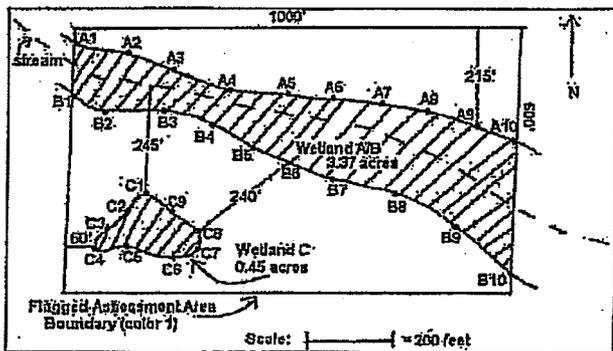 1000'
A1
A2
A3
A4
A5
A6
A7
A8
A9
A10
stream
215'
500'
N
B1
B2
B3
B4
B5
B6
B7
B8
B9
B10
Wetland A/B
3.37 acres
245'
240'
C1
C2
C3
C4
C5
C6
C7
C8
C9
60'
Wetland C
0.45 acres
Flagged Assessment Area
Boundary (color 1)
Scale: = 200 feet